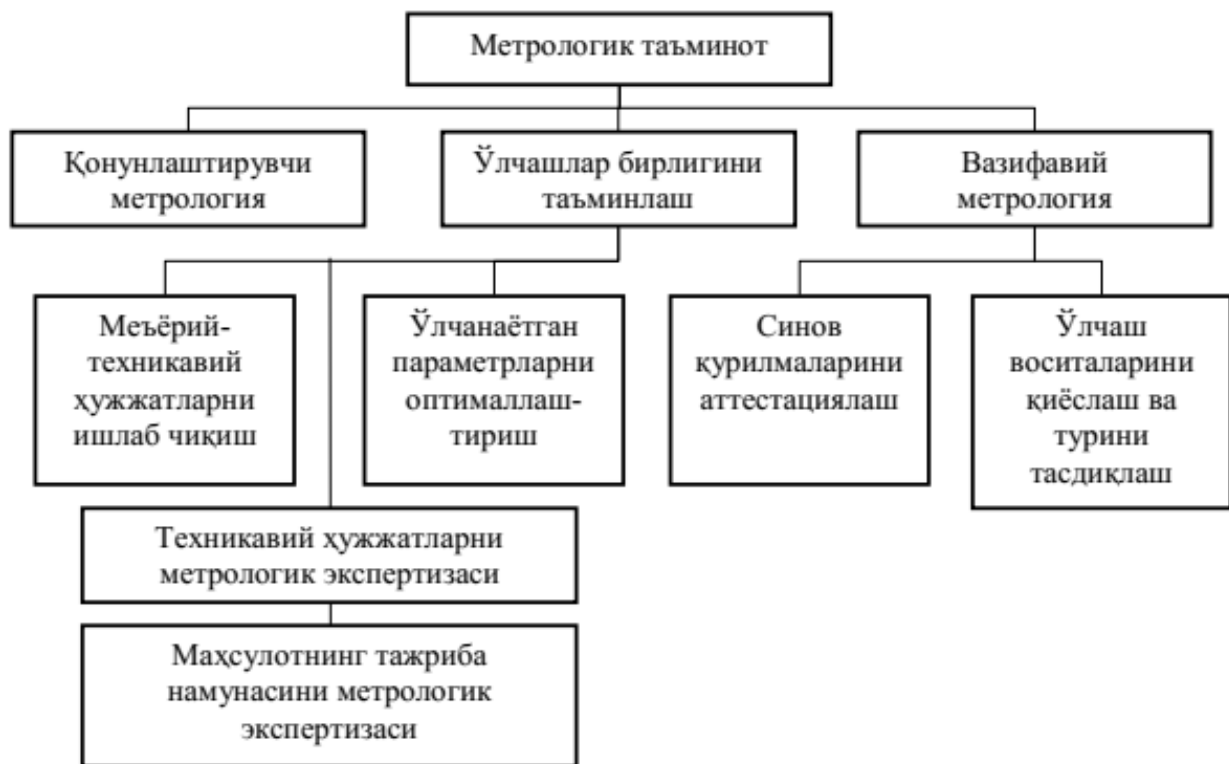 Метрологик таъминот
Қонунлаштирувчи
метрология
Ўлчашлар бирлигини
таъминлаш
Вазифавий
метрология
Меъёрий-
техникавий
ҳужжатларни
ишлаб чиқиш
Ўлчанаётган
параметрларни
оптималлаш-
тириш
Синов
қурилмаларини
аттестациялаш
Ўлчаш
воситаларини
қиёслаш ва
турини
тасдиқлаш
Техникавий ҳужжатларни
метрологик экспертизаси
Маҳсулотнинг тажриба
намунасини метрологик
экспертизаси